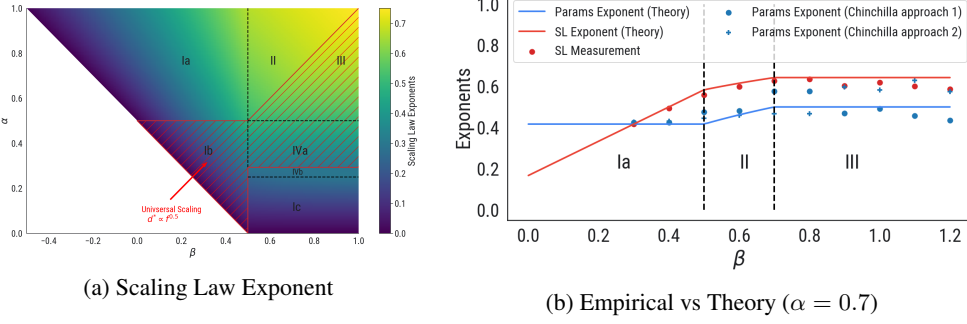 1.0
0.8
0.6
α
0.4
0.2
0.0
−0.4
−0.2
0.0
0.2
0.4
0.6
0.8
1.0
β
Ia
II
III
Ib
IVa
IVb
Ic
Univsersal Scaling
d* ∝ f^0.5
0.7
0.6
0.5
0.4
0.3
0.2
0.1
0.0
Scaling Law Exponents
(a) Scaling Law Exponent
Params Exponent (Theory)
SL Exponent (Theory)
SL Measurement
Params Exponent (Chinchilla approach 1)
Params Exponent (Chinchilla approach 2)
1.0
0.8
0.6
0.4
0.2
0.0
Exponents
Ia
II
III
0.0
0.2
0.4
0.6
0.8
1.0
1.2
β
(b) Empirical vs Theory (α = 0.7)